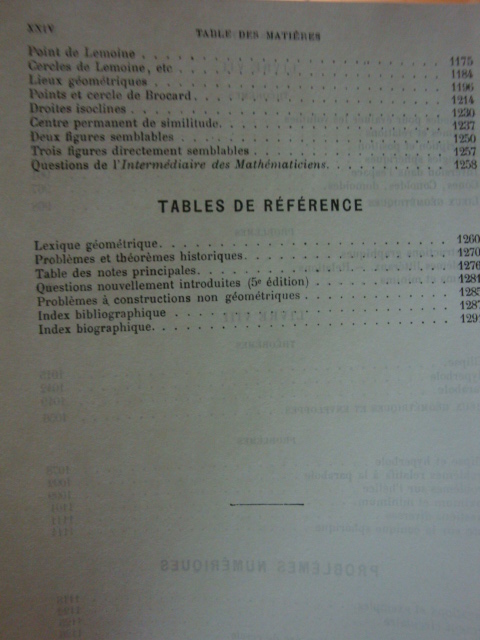 XXIV TABLE DES MATIÈRES
Point de Lemoine . . . . . . . . . . . . . . . . . . . 1175
Cercles de Lemoine, etc . . . . . . . . . . . . . . . . 1184
Lieux géométriques . . . . . . . . . . . . . . . . . . 1196
Points et cercle de Brocard . . . . . . . . . . . . . . 1214
Droites isoclines . . . . . . . . . . . . . . . . . . . 1230
Centre permanent de similitude. . . . . . . . . . . . . 1237
Deux figures semblables . . . . . . . . . . . . . . . . 1250
Trois figures directement semblables . . . . . . . . . . 1257
Questions de l'Intermédiaire des Mathématiciens. . . . . 1258
TABLES DE RÉFÉRENCE
Lexique géométrique. . . . . . . . . . . . . . . . . . 1260
Problèmes et théorèmes historiques. . . . . . . . . . . 1270
Table des notes principales. . . . . . . . . . . . . . 1276
Questions nouvellement introduites (5e édition) . . . . 1281
Problèmes à constructions non géométriques . . . . . . . 1285
Index bibliographique . . . . . . . . . . . . . . . . . 1287
Index biographique. . . . . . . . . . . . . . . . . . . 129